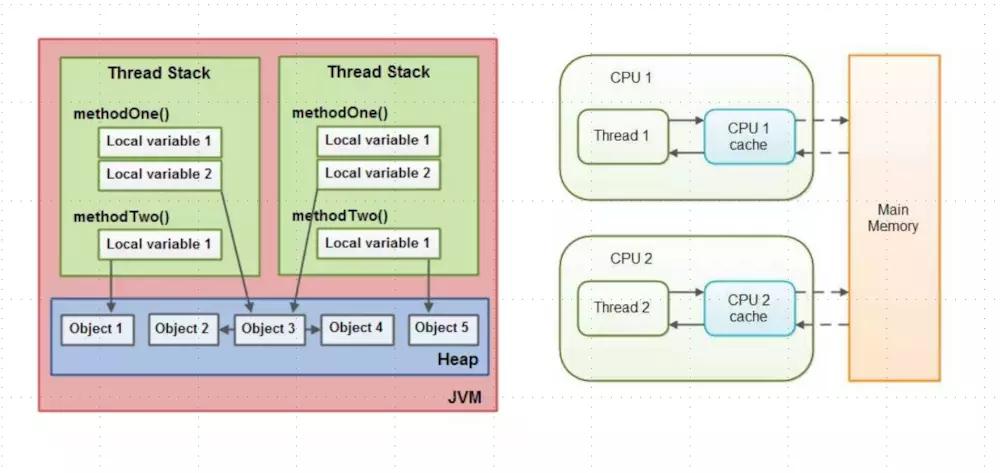 Thread Stack
methodOne()
Local variable 1
Local variable 2
methodTwo()
Local variable 1
Thread Stack
methodOne()
Local variable 1
Local variable 2
methodTwo()
Local variable 1
Object 1
Object 2
Object 3
Object 4
Object 5
Heap
JVM
CPU 1
Thread 1
CPU 1
cache
CPU 2
Thread 2
CPU 2
cache
Main
Memory